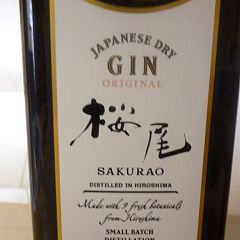 JAPANESE DRY
GIN
ORIGINAL
桜尾
SAKURAO
DISTILLED IN HIROSHIMA
Made with 9 fresh botanicals
from Hiroshima
SMALL BATCH
DISTILLATION